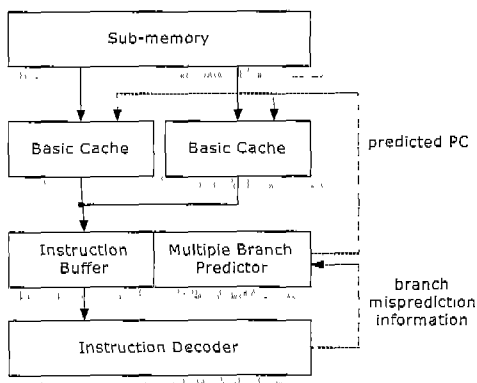 Sub-memory
Basic Cache
Basic Cache
predicted PC
Instruction
Buffer
Multiple Branch
Predictor
branch
misprediction
information
Instruction Decoder